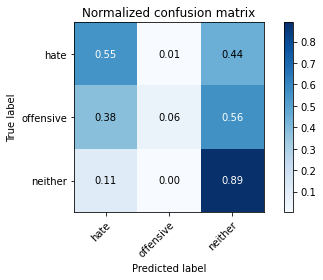 Normalized confusion matrix
True label
hate 0.55 0.01 0.44
offensive 0.38 0.06 0.56
neither 0.11 0.00 0.89
hate offensive neither
Predicted label
0.8
0.7
0.6
0.5
0.4
0.3
0.2
0.1